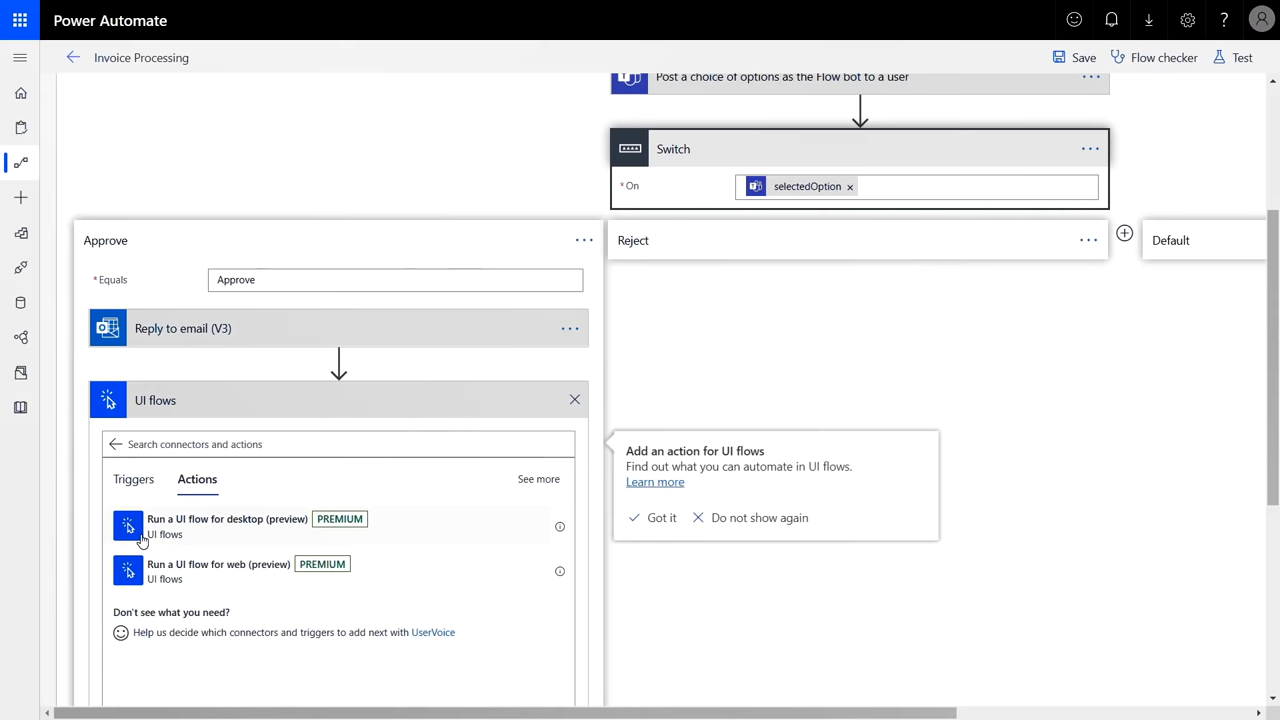 Power Automate
?
Invoice Processing
Save
Flow checker
Test
Post a choice of options as the Flow bot to a user
Switch
* On
selectedOption
Approve
Reject
Default
* Equals
Approve
Reply to email (V3)
UI flows
Search connectors and actions
Triggers
Actions
See more
Run a UI flow for desktop (preview) PREMIUM
UI flows
Run a UI flow for web (preview) PREMIUM
UI flows
Don't see what you need?
Help us decide which connectors and triggers to add next with UserVoice
Add an action for UI flows
Find out what you can automate in UI flows.
Learn more
Got it
Do not show again